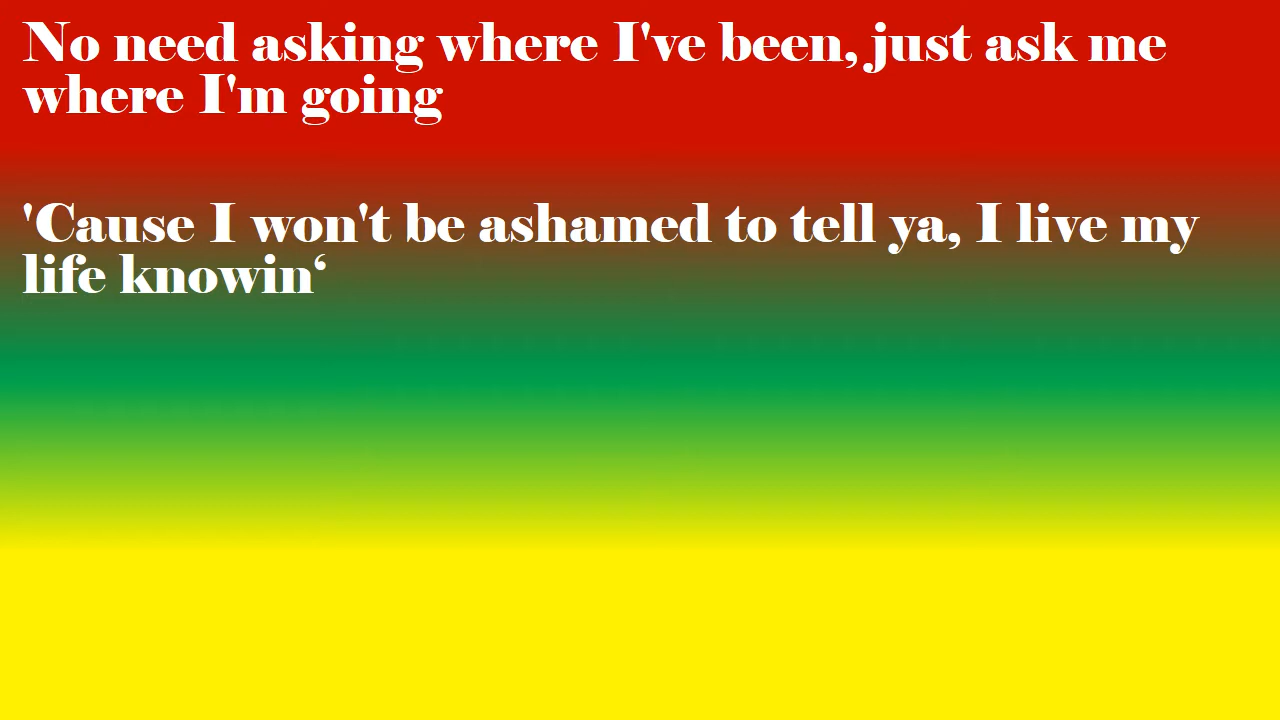 No need asking where I've been, just ask me
where I'm going
'Cause I won't be ashamed to tell ya, I live my
life knowin‘